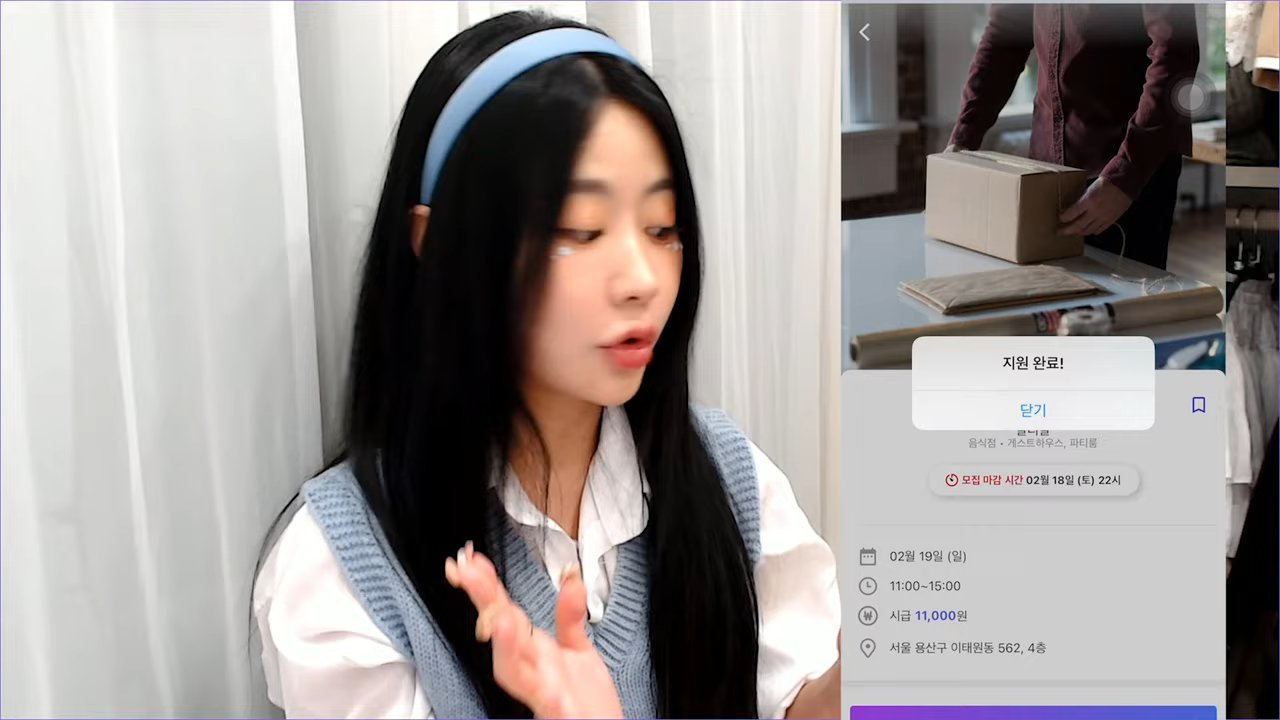 지원 완료!
닫기
음식점 • 게스트하우스, 파티룸
모집 마감 시간 02월 18일 (토) 22시
02월 19일 (일)
11:00~15:00
시급 11,000원
서울 용산구 이태원동 562, 4층